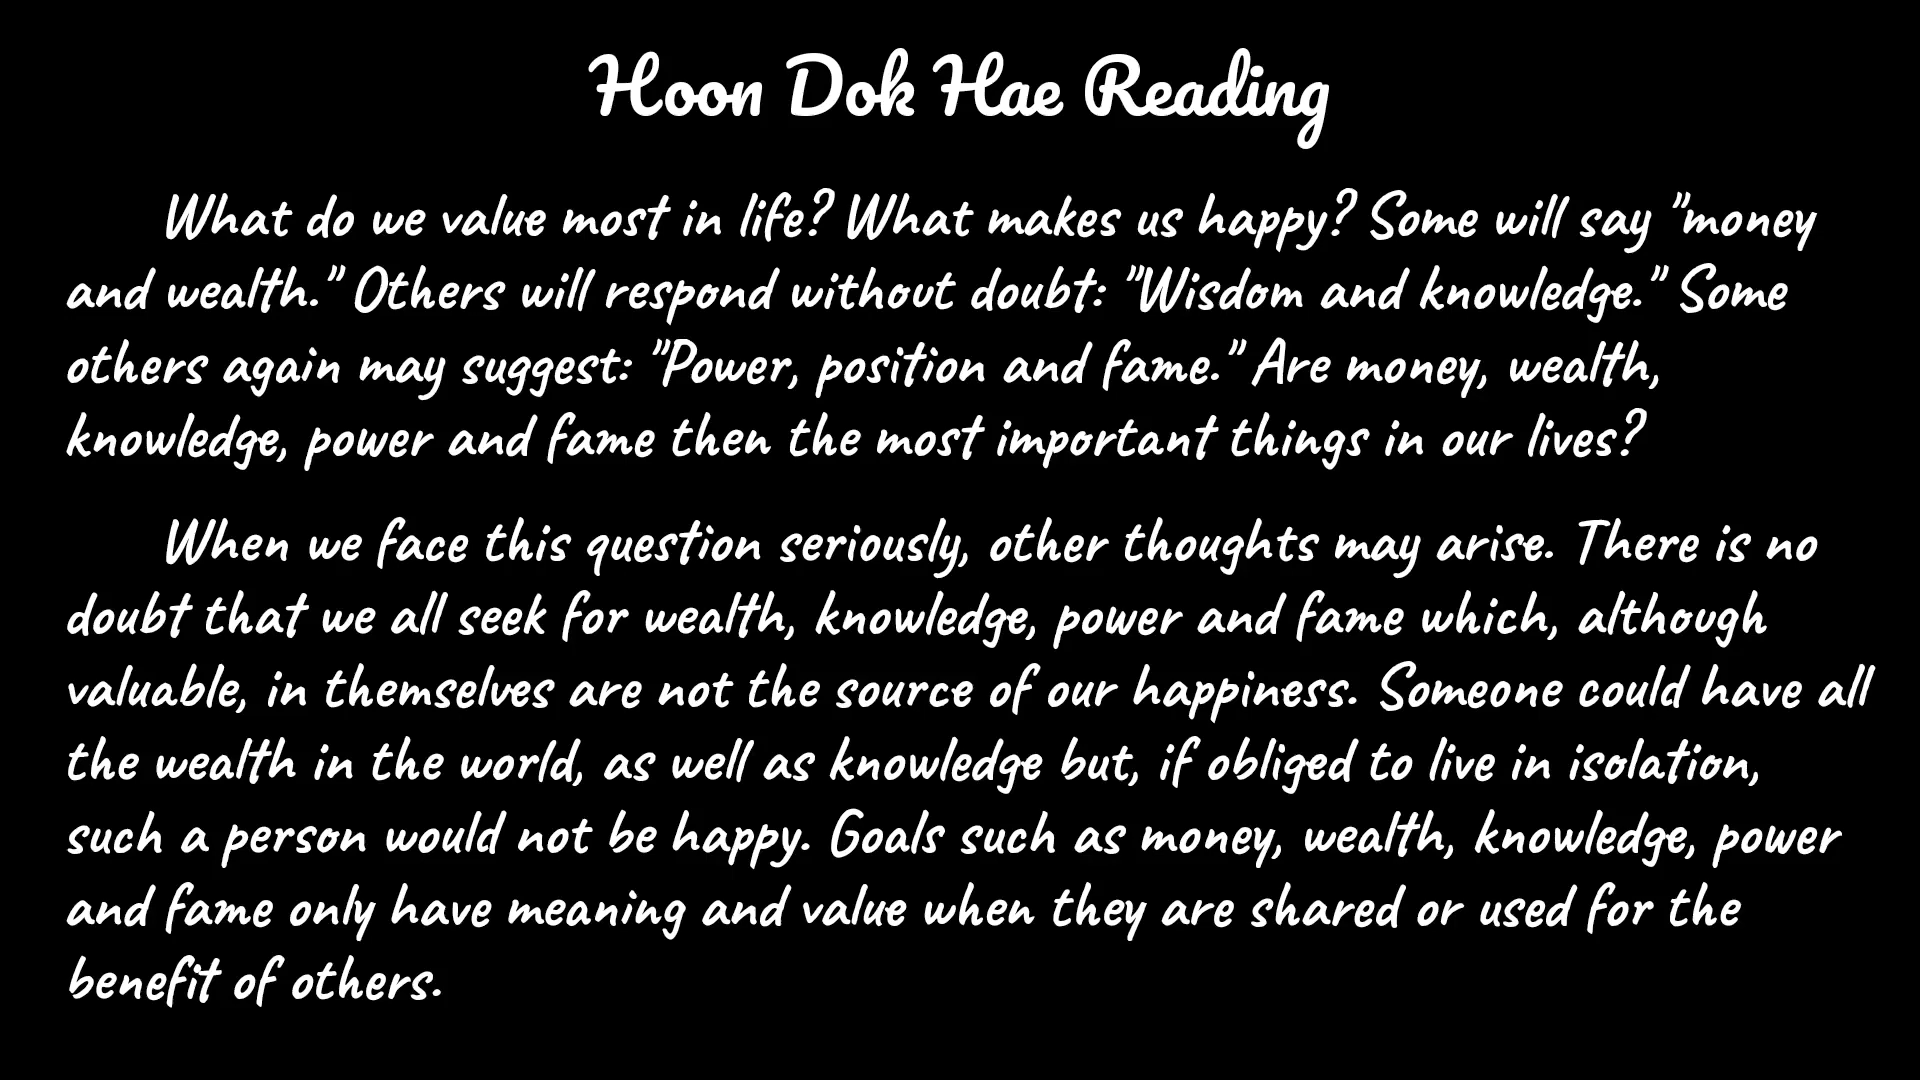 Hoon Dok Hae Reading
What do we value most in life? What makes us happy? Some will say "money
and wealth." Others will respond without doubt: "Wisdom and knowledge." Some
others again may suggest: "Power, position and fame." Are money, wealth,
knowledge, power and fame then the most important things in our lives?
When we face this question seriously, other thoughts may arise. There is no
doubt that we all seek for wealth, knowledge, power and fame which, although
valuable, in themselves are not the source of our happiness. Someone could have all
the wealth in the world, as well as knowledge but, if obliged to live in isolation,
such a person would not be happy. Goals such as money, wealth, knowledge, power
and fame only have meaning and value when they are shared or used for the
benefit of others.